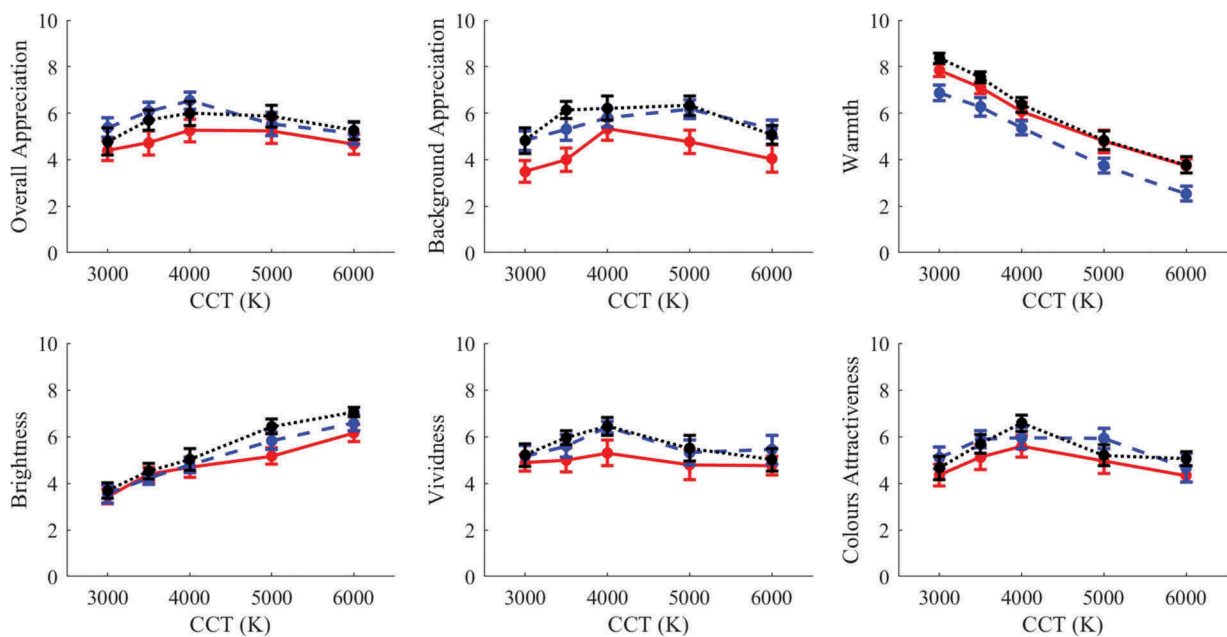 Overall Appreciation
10
8
6
4
2
0
3000 4000 5000 6000
CCT (K)
Background Appreciation
10
8
6
4
2
0
3000 4000 5000 6000
CCT (K)
Warmth
10
8
6
4
2
0
3000 4000 5000 6000
CCT (K)
Brightness
10
8
6
4
2
0
3000 4000 5000 6000
CCT (K)
Vividness
10
8
6
4
2
0
3000 4000 5000 6000
CCT (K)
Colours Attractiveness
10
8
6
4
2
0
3000 4000 5000 6000
CCT (K)